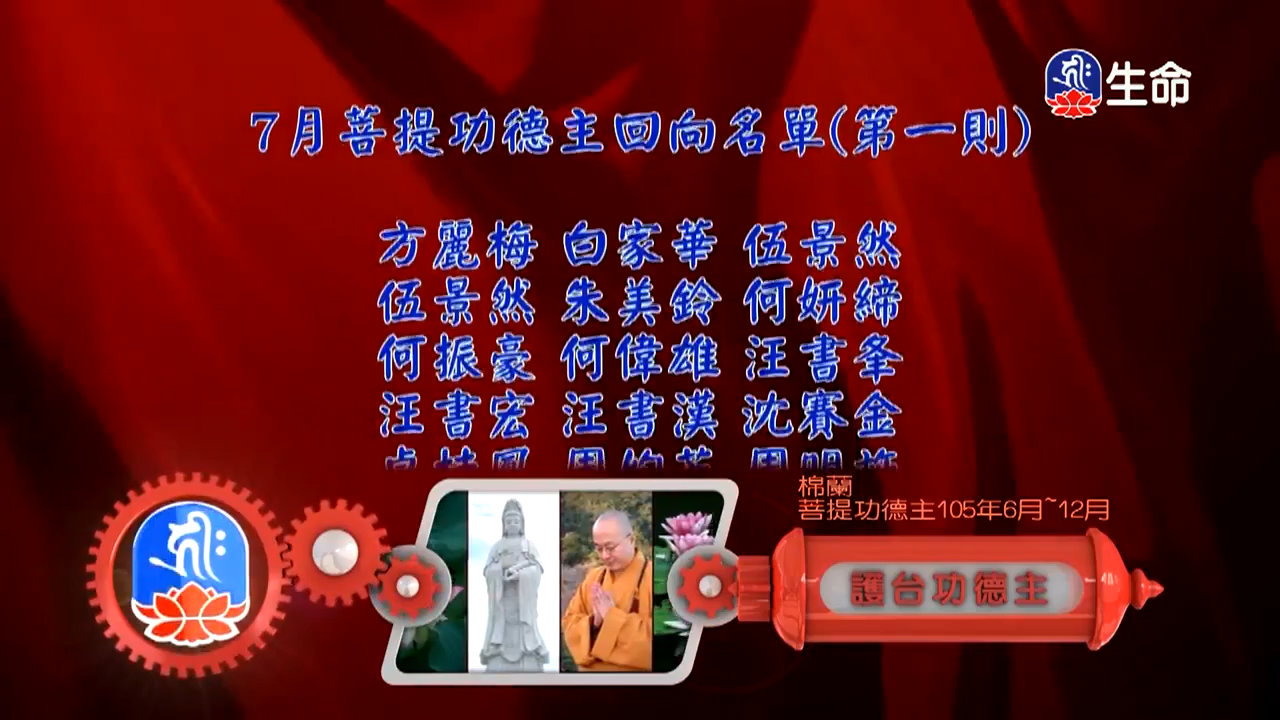 生命
7月菩提功德主回向名單(第一則)
方麗梅 白家華 伍景然
伍景然 朱美鈴 何妍締
何振豪 何偉雄 汪書夆
汪書宏 汪書漢 沈賽金
棉蘭
菩提功德主105年6月~12月
護台功德主